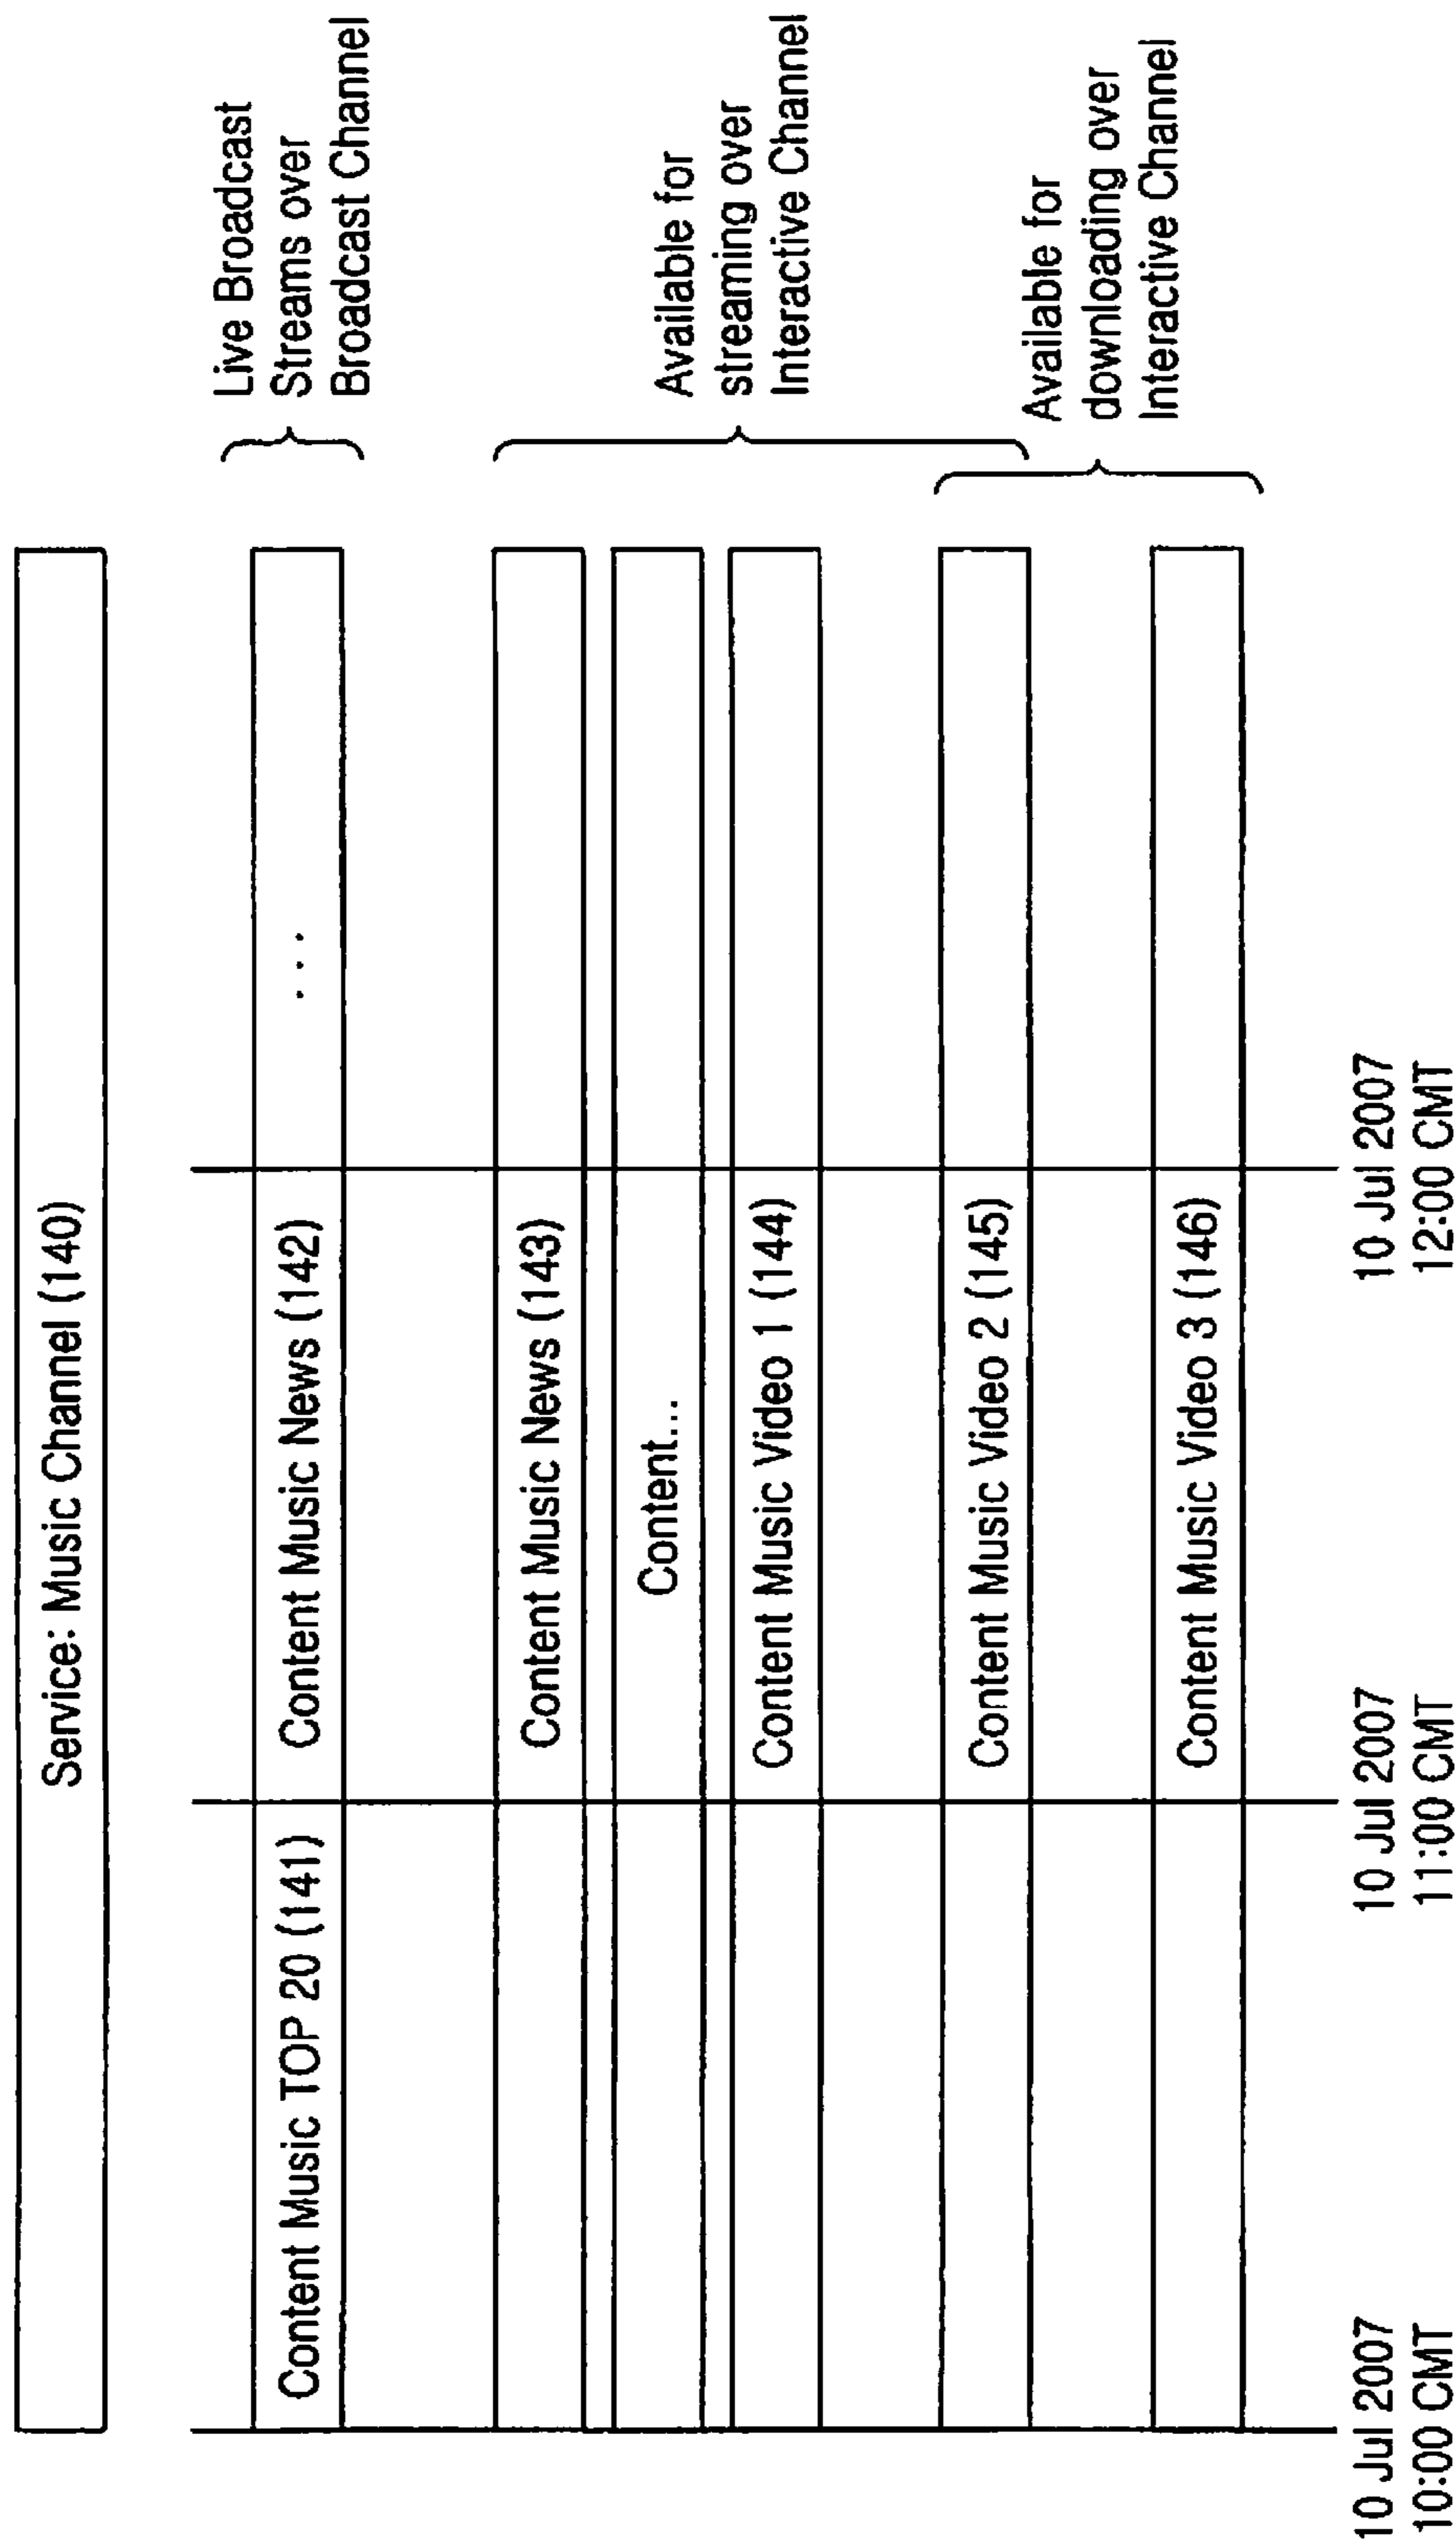 Service: Music Channel (140)
Content Music TOP 20 (141)
Content Music News (142)
. . .
Live Broadcast
Streams over
Broadcast Channel
Content Music News (143)
Content...
Content Music Video 1 (144)
Available for
streaming over
Interactive Channel
Content Music Video 2 (145)
Content Music Video 3 (146)
Available for
downloading over
Interactive Channel
10 Jul 2007
10:00 CMT
10 Jul 2007
11:00 CMT
10 Jul 2007
12:00 CMT